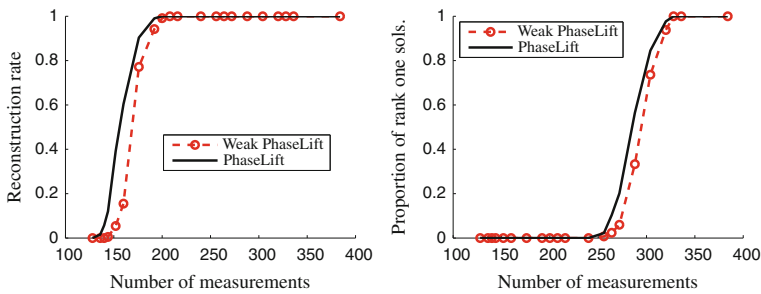 1
0.8
0.6
0.4
0.2
0
Reconstruction rate
Weak PhaseLift
PhaseLift
100 150 200 250 300 350 400
Number of measurements
1
0.8
0.6
0.4
0.2
0
Proportion of rank one sols.
Weak PhaseLift
PhaseLift
100 150 200 250 300 350 400
Number of measurements